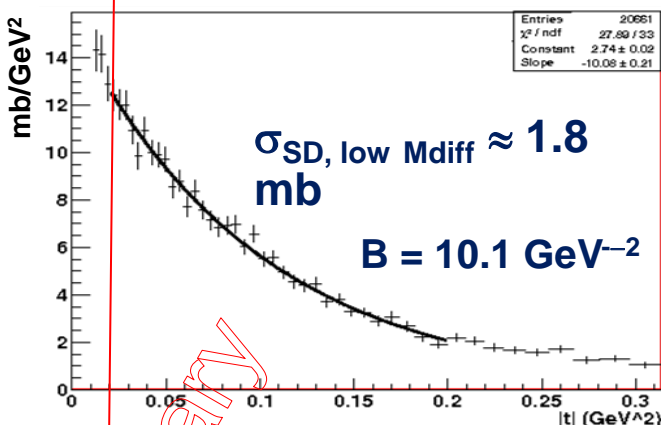 mb/GeV²
Entries 20661
χ² / ndf 27.89 / 33
Constant 2.74 ± 0.02
Slope -10.08 ± 0.21
14
12
10
8
6
4
2
0
σSD, low Mdiff ≈ 1.8
mb
B = 10.1 GeV-–2
ary
0 0.05 0.1 0.15 0.2 0.25 0.3
|t| (GeV^2)